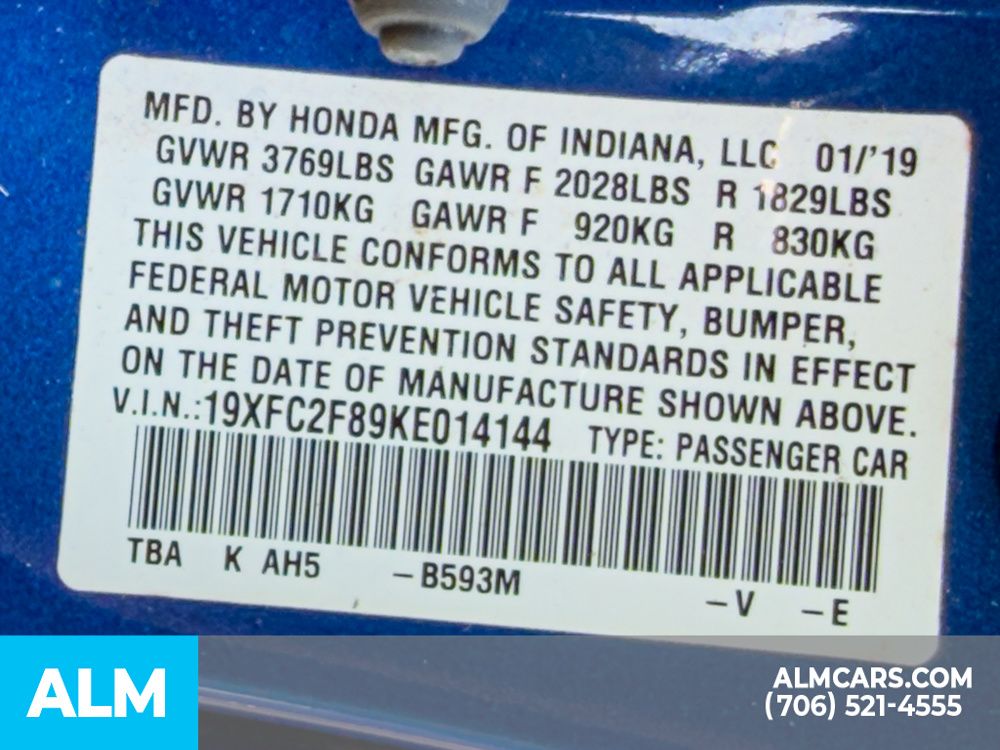 MFD. BY HONDA MFG. OF INDIANA, LLC 01/'19
GVWR 3769LBS GAWR F 2028LBS R 1829LBS
GVWR 1710KG GAWR F 920KG R 830KG
THIS VEHICLE CONFORMS TO ALL APPLICABLE
FEDERAL MOTOR VEHICLE SAFETY, BUMPER,
AND THEFT PREVENTION STANDARDS IN EFFECT
ON THE DATE OF MANUFACTURE SHOWN ABOVE.
V.I.N.:19XFC2F89KE014144 TYPE: PASSENGER CAR
TBA K AH5 –B593M –V –E
ALM
ALMCARS.COM
(706) 521-4555